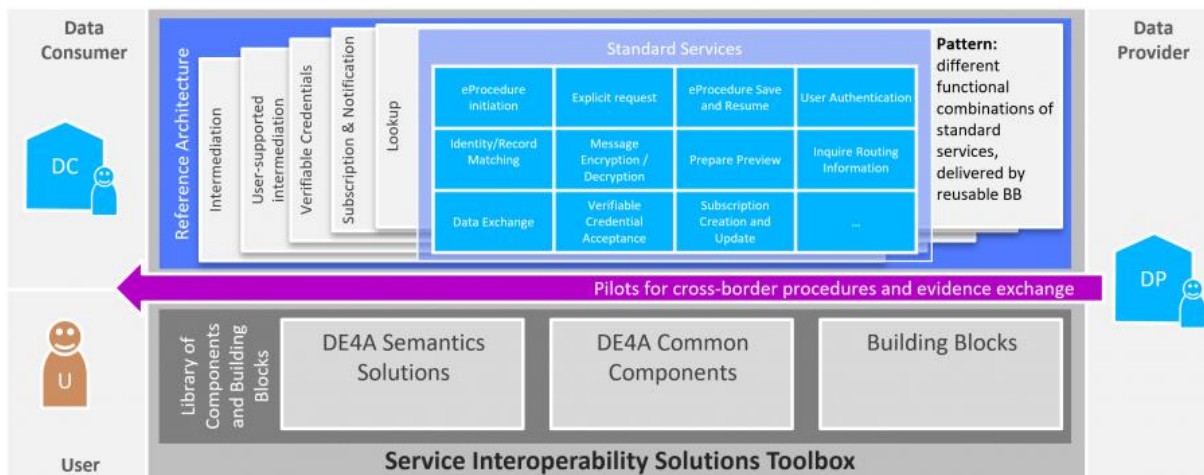 Data
Consumer
DC
Reference Architecture
Intermediation
User-supported
intermediation
Verifiable Credentials
Subscription & Notification
Lookup
Standard Services
eProcedure
initiation
Explicit request
eProcedure Save
and Resume
User Authentication
Identity/Record
Matching
Message
Encryption /
Decryption
Prepare Preview
Inquire Routing
Information
Data Exchange
Verifiable
Credential
Acceptance
Subscription
Creation and
Update
...
Pattern:
different
functional
combinations of
standard
services,
delivered by
reusable BB
Data
Provider
DP
Pilots for cross-border procedures and evidence exchange
U
User
Library of
Components
and Building
Blocks
DE4A Semantics
Solutions
DE4A Common
Components
Building Blocks
Service Interoperability Solutions Toolbox